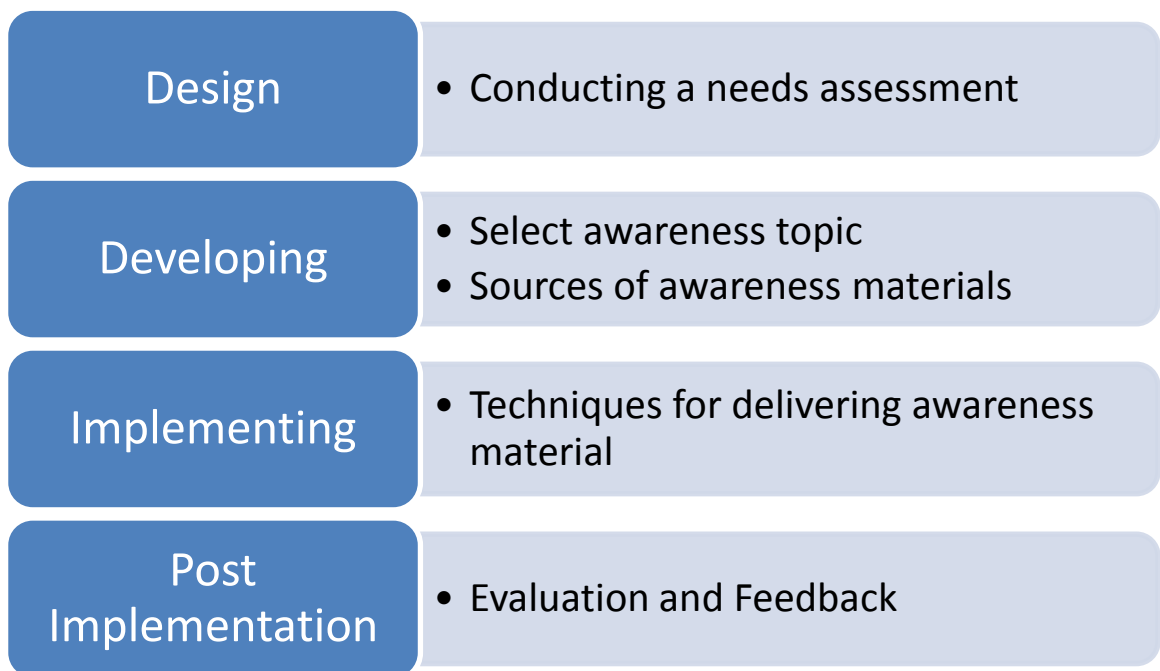 Design
• Conducting a needs assessment
Developing
• Select awareness topic
• Sources of awareness materials
Implementing
• Techniques for delivering awareness
material
Post
Implementation
• Evaluation and Feedback